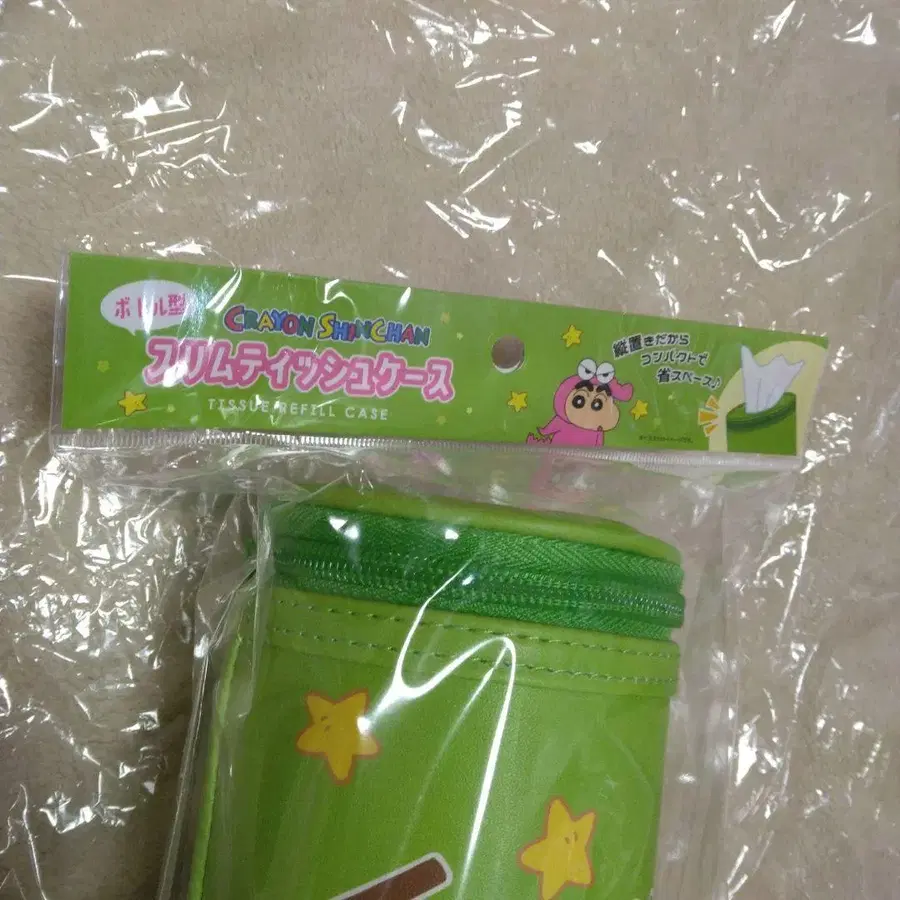 ボトル型
CRAYON SHINCHAN
スリムティッシュケース
TISSUE REFILL CASE
縦置きだから
コンパクトで
省スペース♪